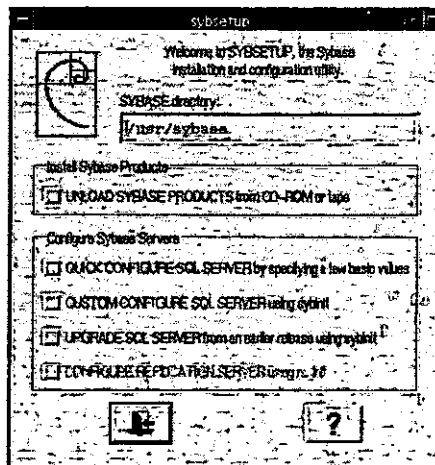 sybsetup
Welcome to SYBSETUP, the Sybase
installation and configuration utility.
SYBASE directory:
/usr/sybase
Install Sybase Products
UNLOAD SYBASE PRODUCTS from CD-ROM or tape
Configure Sybase Servers
QUICK CONFIGURE SQL SERVER by specifying a few basic values
CUSTOM CONFIGURE SQL SERVER using sybinit
UPGRADE SQL SERVER from an earlier release using sybinit
CONFIGURE REPLICATION SERVER using
?